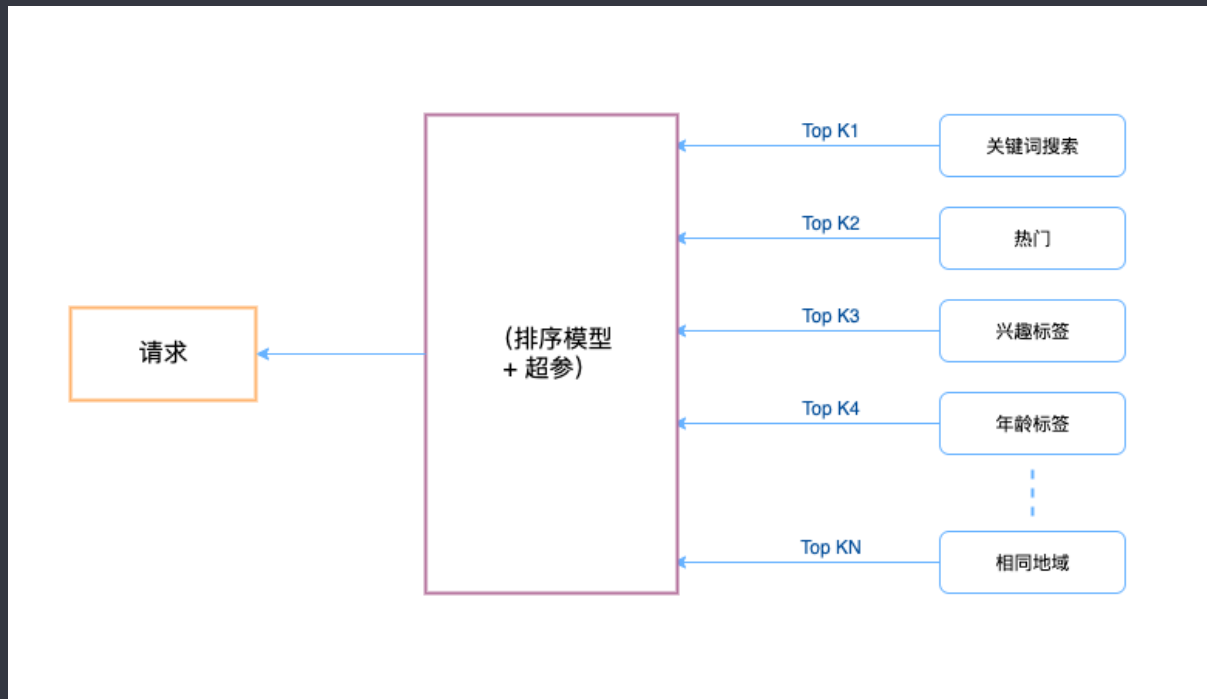 Top K1
关键词搜索
Top K2
热门
Top K3
兴趣标签
请求
（排序模型
+ 超参）
Top K4
年龄标签
Top KN
相同地域